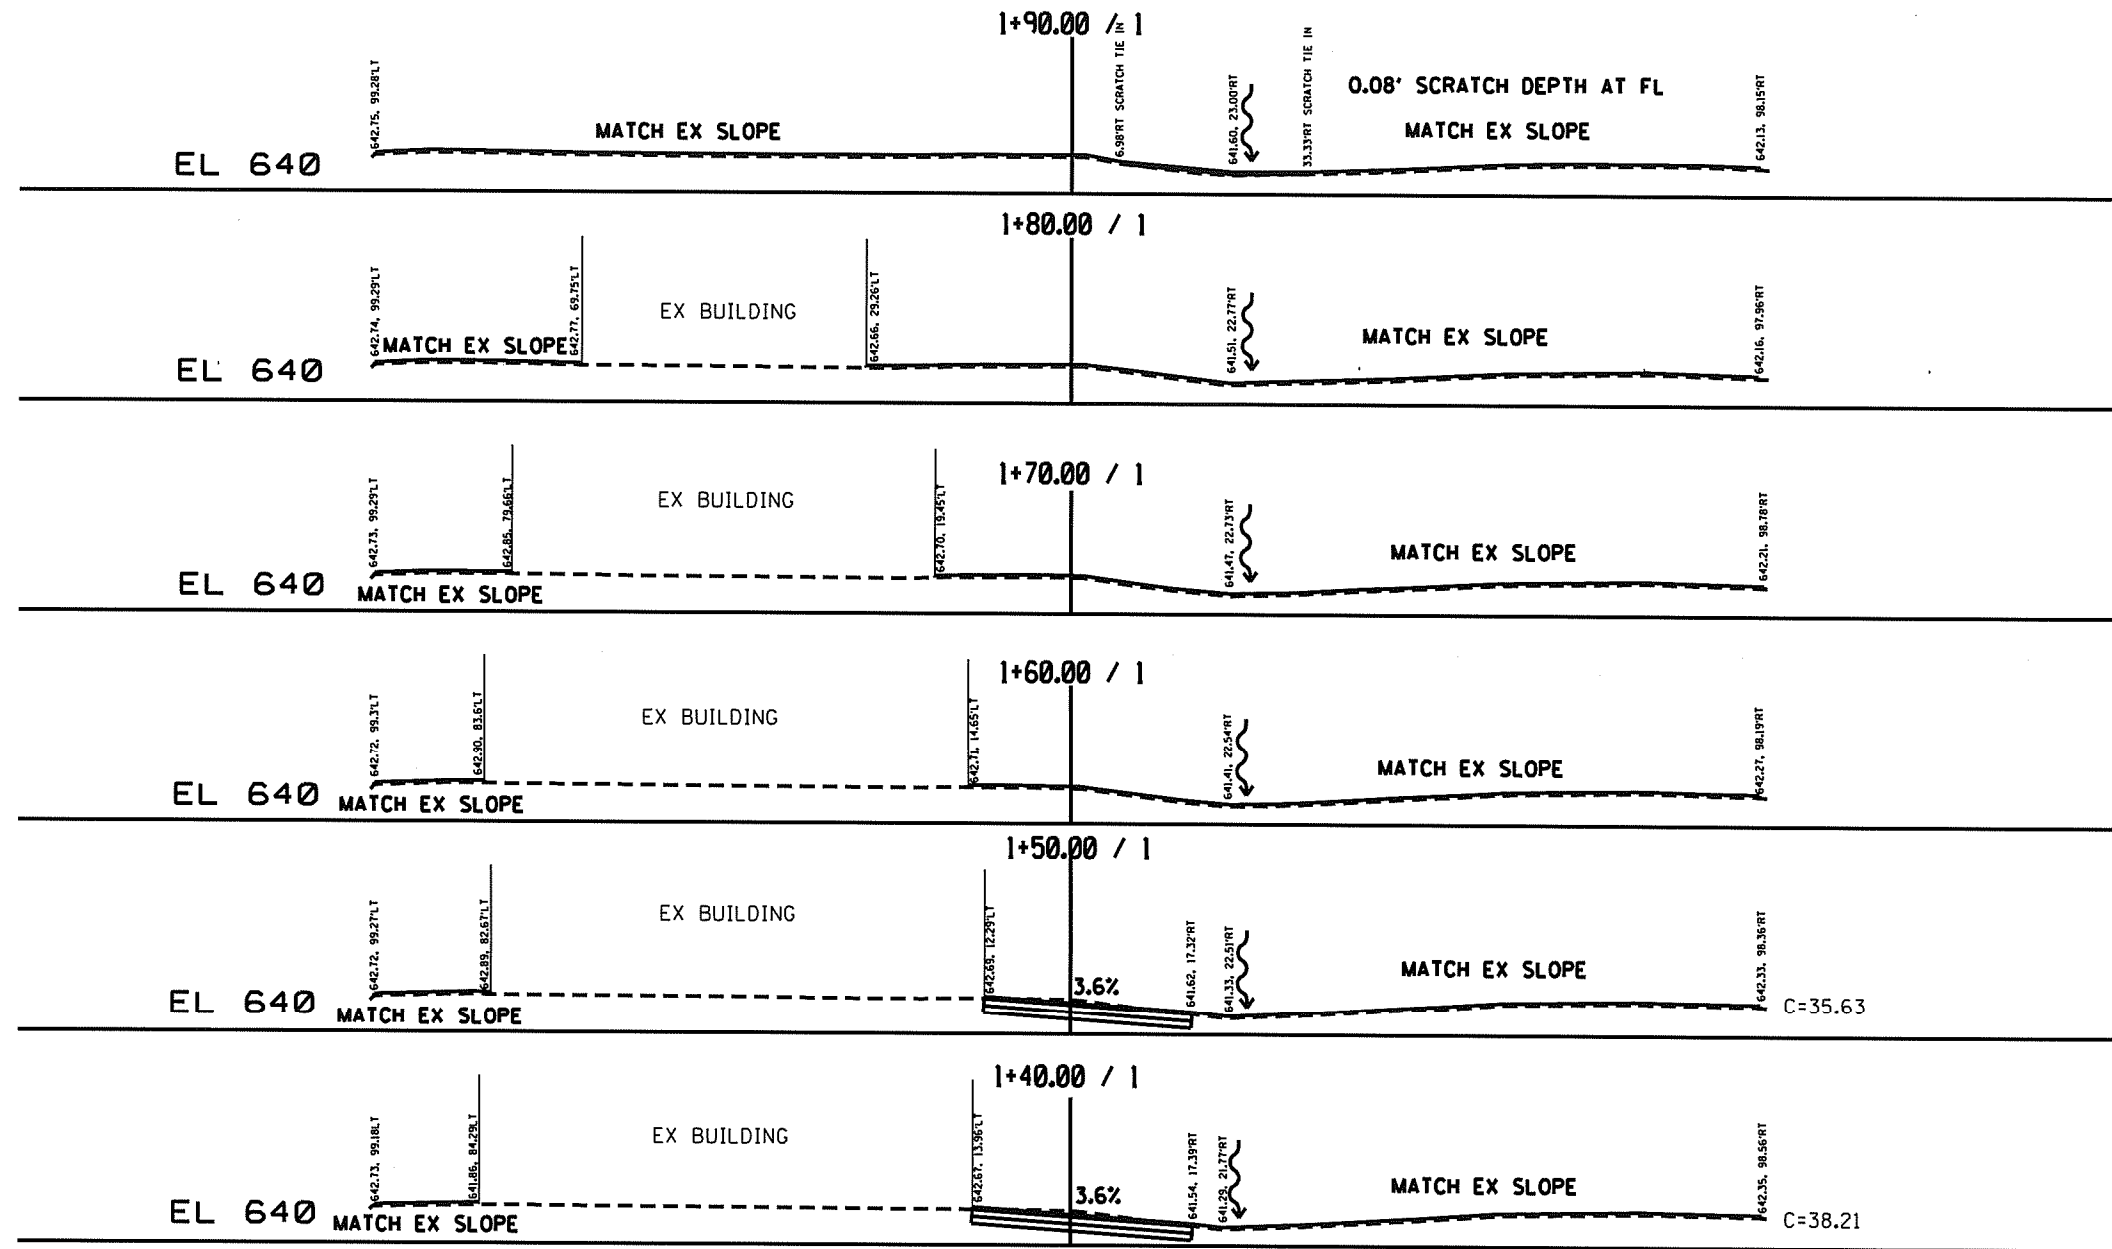 1+90.00 / 1
642.75, 99.28'LT
MATCH EX SLOPE
6.98'RT SCRATCH TIE IN
641.60, 23.00'RT
33.33'RT SCRATCH TIE IN
0.08' SCRATCH DEPTH AT FL
MATCH EX SLOPE
642.13, 98.15'RT
EL 640
1+80.00 / 1
642.74, 99.29'LT
MATCH EX SLOPE
642.77, 69.75'LT
EX BUILDING
642.66, 29.26'LT
641.51, 22.77'RT
MATCH EX SLOPE
642.16, 97.96'RT
EL 640
1+70.00 / 1
642.73, 99.29'LT
642.85, 79.66'LT
EX BUILDING
642.70, 19.45'LT
641.47, 22.73'RT
MATCH EX SLOPE
642.21, 98.78'RT
EL 640
MATCH EX SLOPE
1+60.00 / 1
642.72, 99.3'LT
642.90, 83.6'LT
EX BUILDING
642.71, 14.65'LT
641.41, 22.54'RT
MATCH EX SLOPE
642.27, 98.19'RT
EL 640
MATCH EX SLOPE
1+50.00 / 1
642.72, 99.27'LT
642.89, 82.67'LT
EX BUILDING
642.69, 12.29'LT
3.6%
641.62, 17.32'RT
641.33, 22.51'RT
MATCH EX SLOPE
642.33, 98.36'RT
C=35.63
EL 640
MATCH EX SLOPE
1+40.00 / 1
642.73, 99.18LT
641.86, 84.29LT
EX BUILDING
642.67, 13.96'LT
3.6%
641.54, 17.39'RT
641.29, 21.77'RT
MATCH EX SLOPE
642.35, 98.56'RT
C=38.21
EL 640
MATCH EX SLOPE